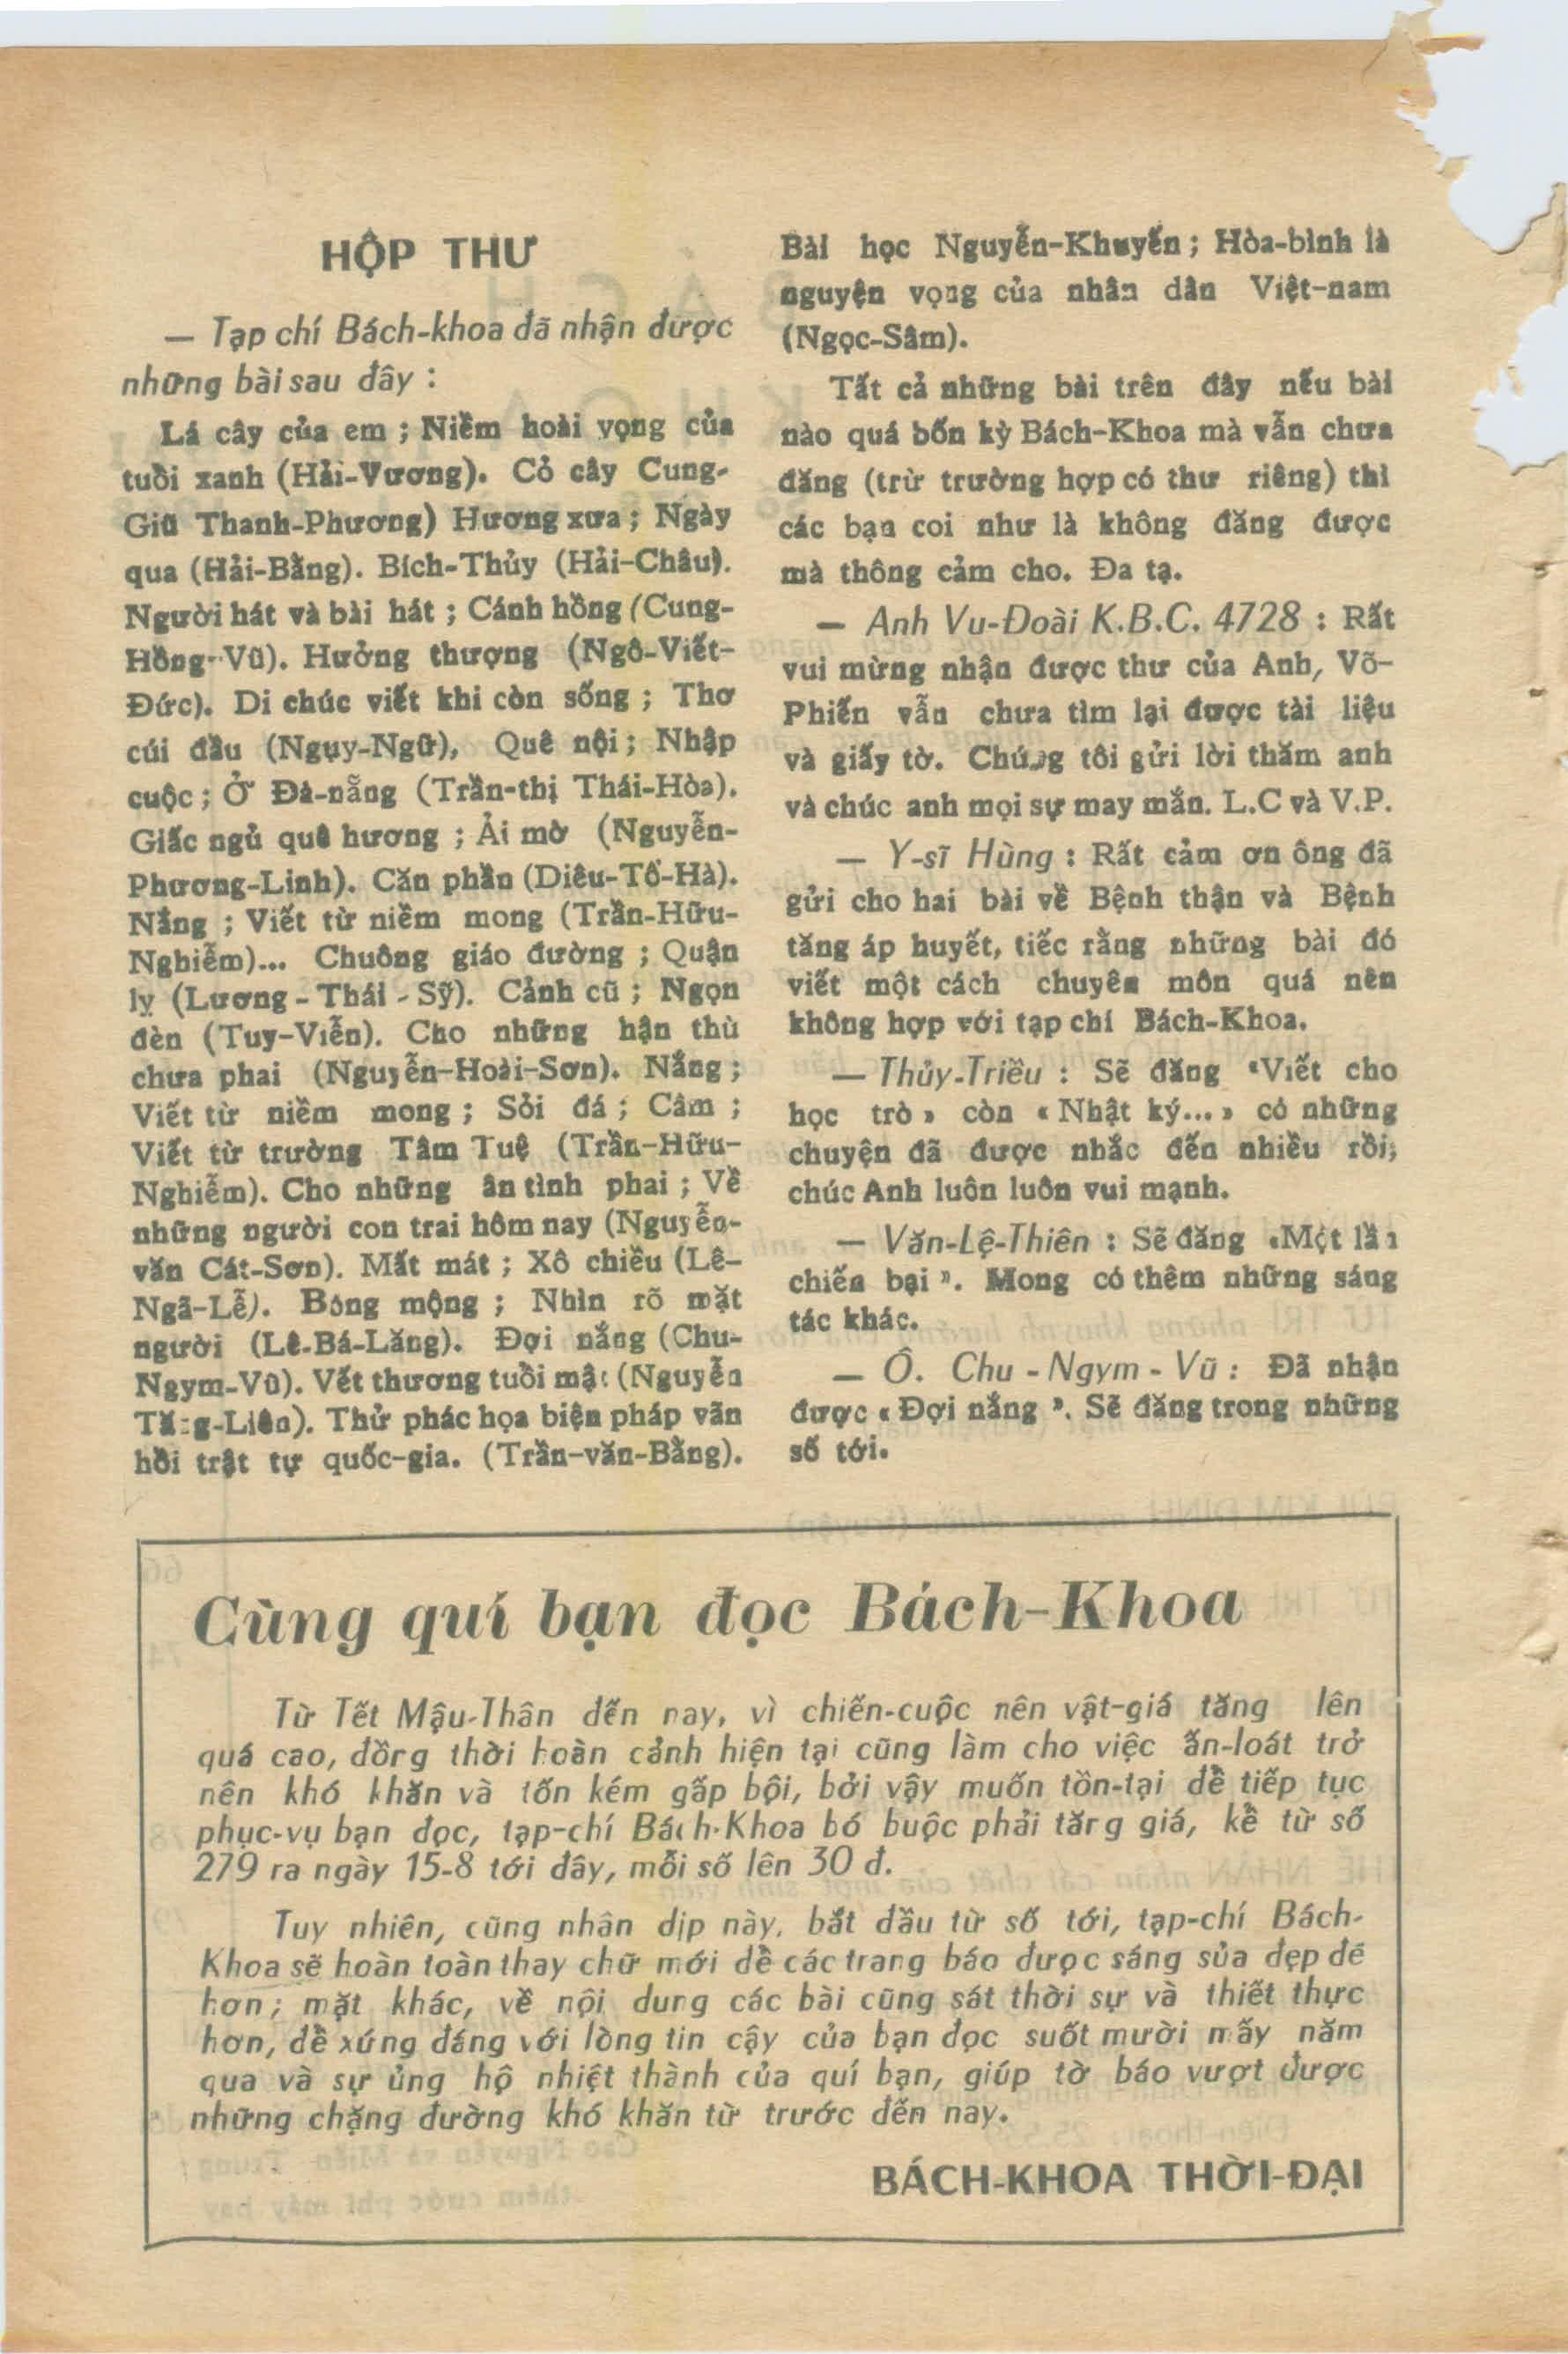 HỘP THƯ
— Tạp chí Bách-khoa đã nhận được
những bài sau đây :
Lá cây của em ; Niềm hoài vọng của
tuổi xanh (Hải-Vương). Cỏ cây Cung-
Giũ Thanh-Phương) Hương xưa ; Ngày
qua (Hải-Bằng). Bích-Thủy (Hải-Châu).
Người hát và bài hát ; Cánh hồng (Cung-
Hồng-Vũ). Hưởng thượng (Ngô-Viết-
Đức). Di chúc viết khi còn sống ; Thơ
cúi đầu (Ngụy-Ngữ), Quê nội ; Nhập
cuộc ; Ở Đà-nẵng (Trần-thị Thái-Hòa).
Giấc ngủ quê hương ; Ải mờ (Nguyễn-
Phương-Linh). Căn phần (Diêu-Tố-Hà).
Nắng ; Viết từ niềm mong (Trần-Hữu-
Nghiễm)... Chuông giáo đường ; Quận
lỵ (Lương - Thái - Sỹ). Cảnh cũ ; Ngọn
đèn (Tuy-Viễn). Cho những hận thù
chưa phai (Nguyễn-Hoài-Sơn). Nắng ;
Viết từ niềm mong ; Sỏi đá ; Câm ;
Viết từ trường Tâm Tuệ (Trần-Hữu-
Nghiễm). Cho những ân tình phai ; Về
những người con trai hôm nay (Nguyễn-
văn Cát-Sơn). Mất mát ; Xô chiều (Lê-
Ngã-Lễ). Bóng mộng ; Nhìn rõ mặt
người (Lê-Bá-Lăng). Đợi nắng (Chu-
Ngym-Vũ). Vết thương tuổi mật (Nguyễn
Tăng-Liên). Thử phác họa biện pháp vãn
hồi trật tự quốc-gia. (Trần-văn-Bằng).
Bài học Nguyễn-Khuyến ; Hòa-bình là
nguyện vọng của nhân dân Việt-nam
(Ngọc-Sâm).
Tất cả những bài trên đây nếu bài
nào quá bốn kỳ Bách-Khoa mà vẫn chưa
đăng (trừ trường hợp có thư riêng) thì
các bạn coi như là không đăng được
mà thông cảm cho. Đa tạ.
— Anh Vu-Đoài K.B.C. 4728 : Rất
vui mừng nhận được thư của Anh, Võ-
Phiến vẫn chưa tìm lại được tài liệu
và giấy tờ. Chúng tôi gửi lời thăm anh
và chúc anh mọi sự may mắn. L.C và V.P.
— Y-sĩ Hùng : Rất cảm ơn ông đã
gửi cho hai bài về Bệnh thận và Bệnh
tăng áp huyết, tiếc rằng những bài đó
viết một cách chuyên môn quá nên
không hợp với tạp chí Bách-Khoa.
— Thủy-Triều : Sẽ đăng «Viết cho
học trò» còn «Nhật ký...» có những
chuyện đã được nhắc đến nhiều rồi;
chúc Anh luôn luôn vui mạnh.
— Văn-Lệ-Thiên : Sẽ đăng «Một lần
chiến bại ». Mong có thêm những sáng
tác khác.
— Ô. Chu - Ngym - Vũ : Đã nhận
được « Đợi nắng ». Sẽ đăng trong những
số tới.
Cùng quí bạn đọc Bách-Khoa
Từ Tết Mậu-Thân đến nay, vì chiến-cuộc nên vật-giá tăng lên
quá cao, đồng thời hoàn cảnh hiện tại cũng làm cho việc ấn-loát trở
nên khó khăn và tốn kém gấp bội, bởi vậy muốn tồn-tại để tiếp tục
phục-vụ bạn đọc, tạp-chí Bách-Khoa bó buộc phải tăng giá, kể từ số
279 ra ngày 15-8 tới đây, mỗi số lên 30 đ.
Tuy nhiên, cũng nhân dịp này, bắt đầu từ số tới, tạp-chí Bách-
Khoa sẽ hoàn toàn thay chữ mới để các trang báo được sáng sủa đẹp đẽ
hơn ; mặt khác, về nội dung các bài cũng sát thời sự và thiết thực
hơn, để xứng đáng với lòng tin cậy của bạn đọc suốt mười mấy năm
qua và sự ủng hộ nhiệt thành của quí bạn, giúp tờ báo vượt được
những chặng đường khó khăn từ trước đến nay.
BÁCH-KHOA THỜI-ĐẠI